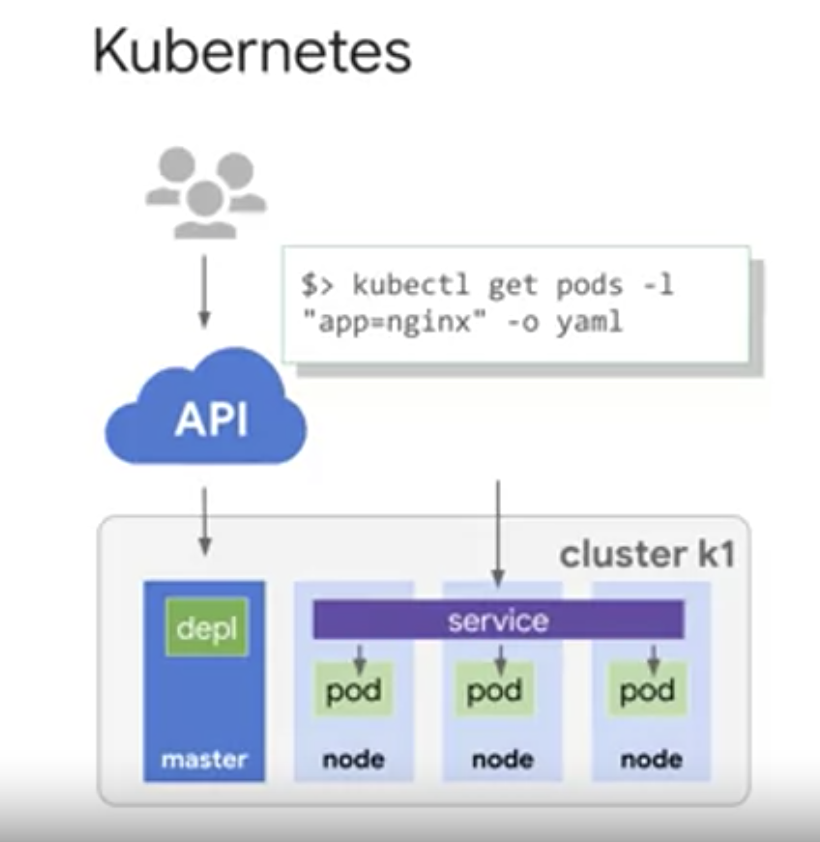 Kubernetes
$> kubectl get pods -l
"app=nginx" -o yaml
API
cluster k1
depl
service
pod
pod
pod
master
node
node
node